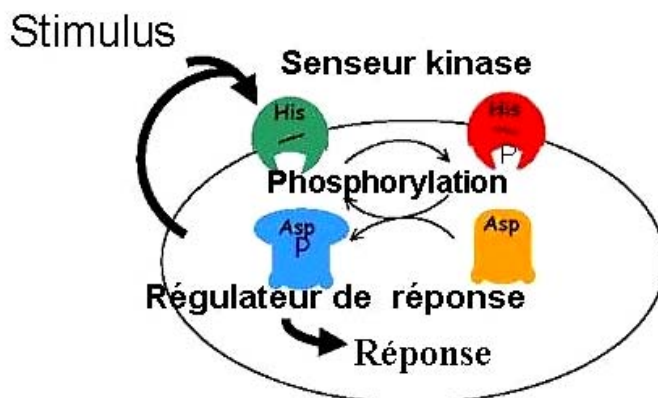 Stimulus
Senseur kinase
His
His
P
Phosphorylation
Asp
P
Asp
Régulateur de réponse
Réponse